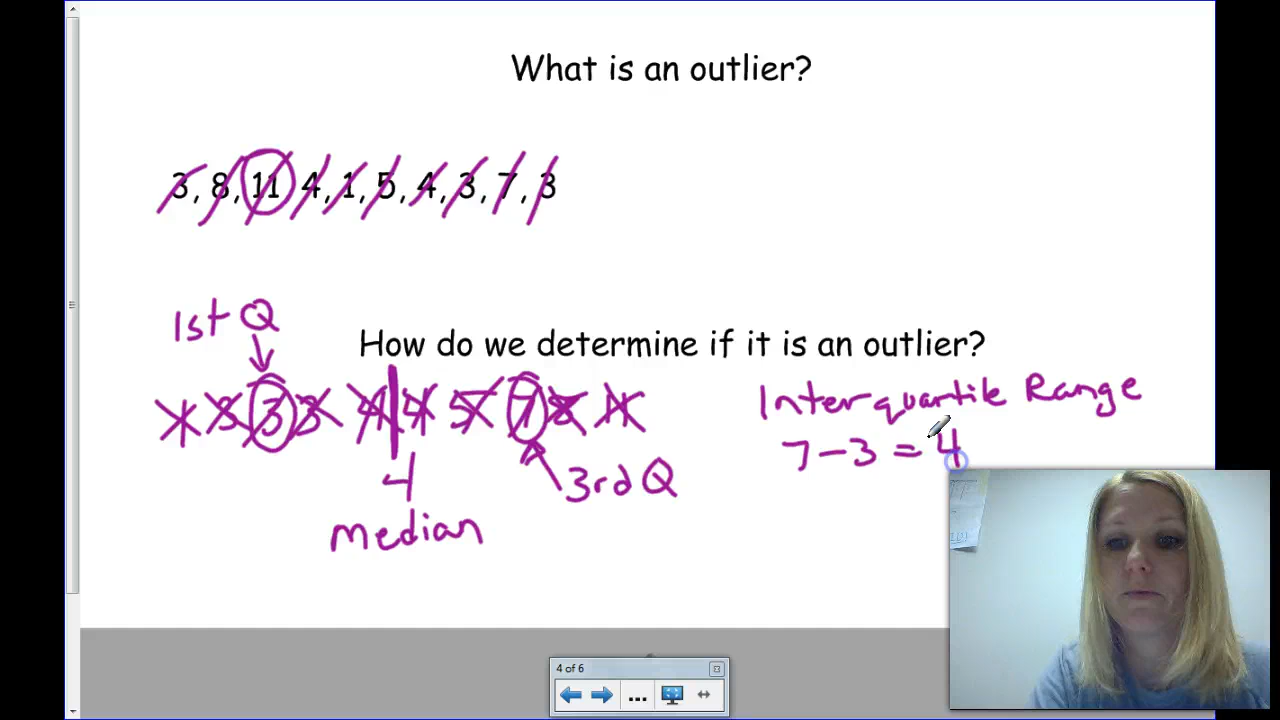 What is an outlier?
3, 8, 11, 4, 1, 5, 4, 3, 7, 3
1st Q
How do we determine if it is an outlier?
1 3 3 3 4 4 5 7 8 11
Interquartile Range
7-3 = 4
4
3rd Q
median
4 of 6
...